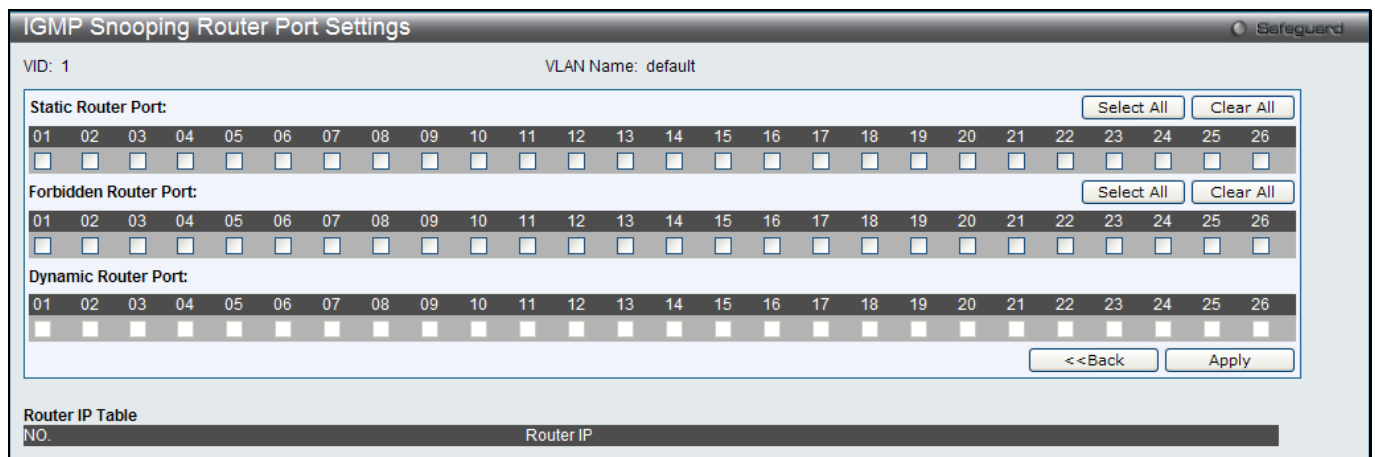 IGMP Snooping Router Port Settings Safeguard
VID: 1 VLAN Name: default
Static Router Port: Select All Clear All
01 02 03 04 05 06 07 08 09 10 11 12 13 14 15 16 17 18 19 20 21 22 23 24 25 26
Forbidden Router Port: Select All Clear All
01 02 03 04 05 06 07 08 09 10 11 12 13 14 15 16 17 18 19 20 21 22 23 24 25 26
Dynamic Router Port:
01 02 03 04 05 06 07 08 09 10 11 12 13 14 15 16 17 18 19 20 21 22 23 24 25 26
<<Back Apply
Router IP Table
NO. Router IP